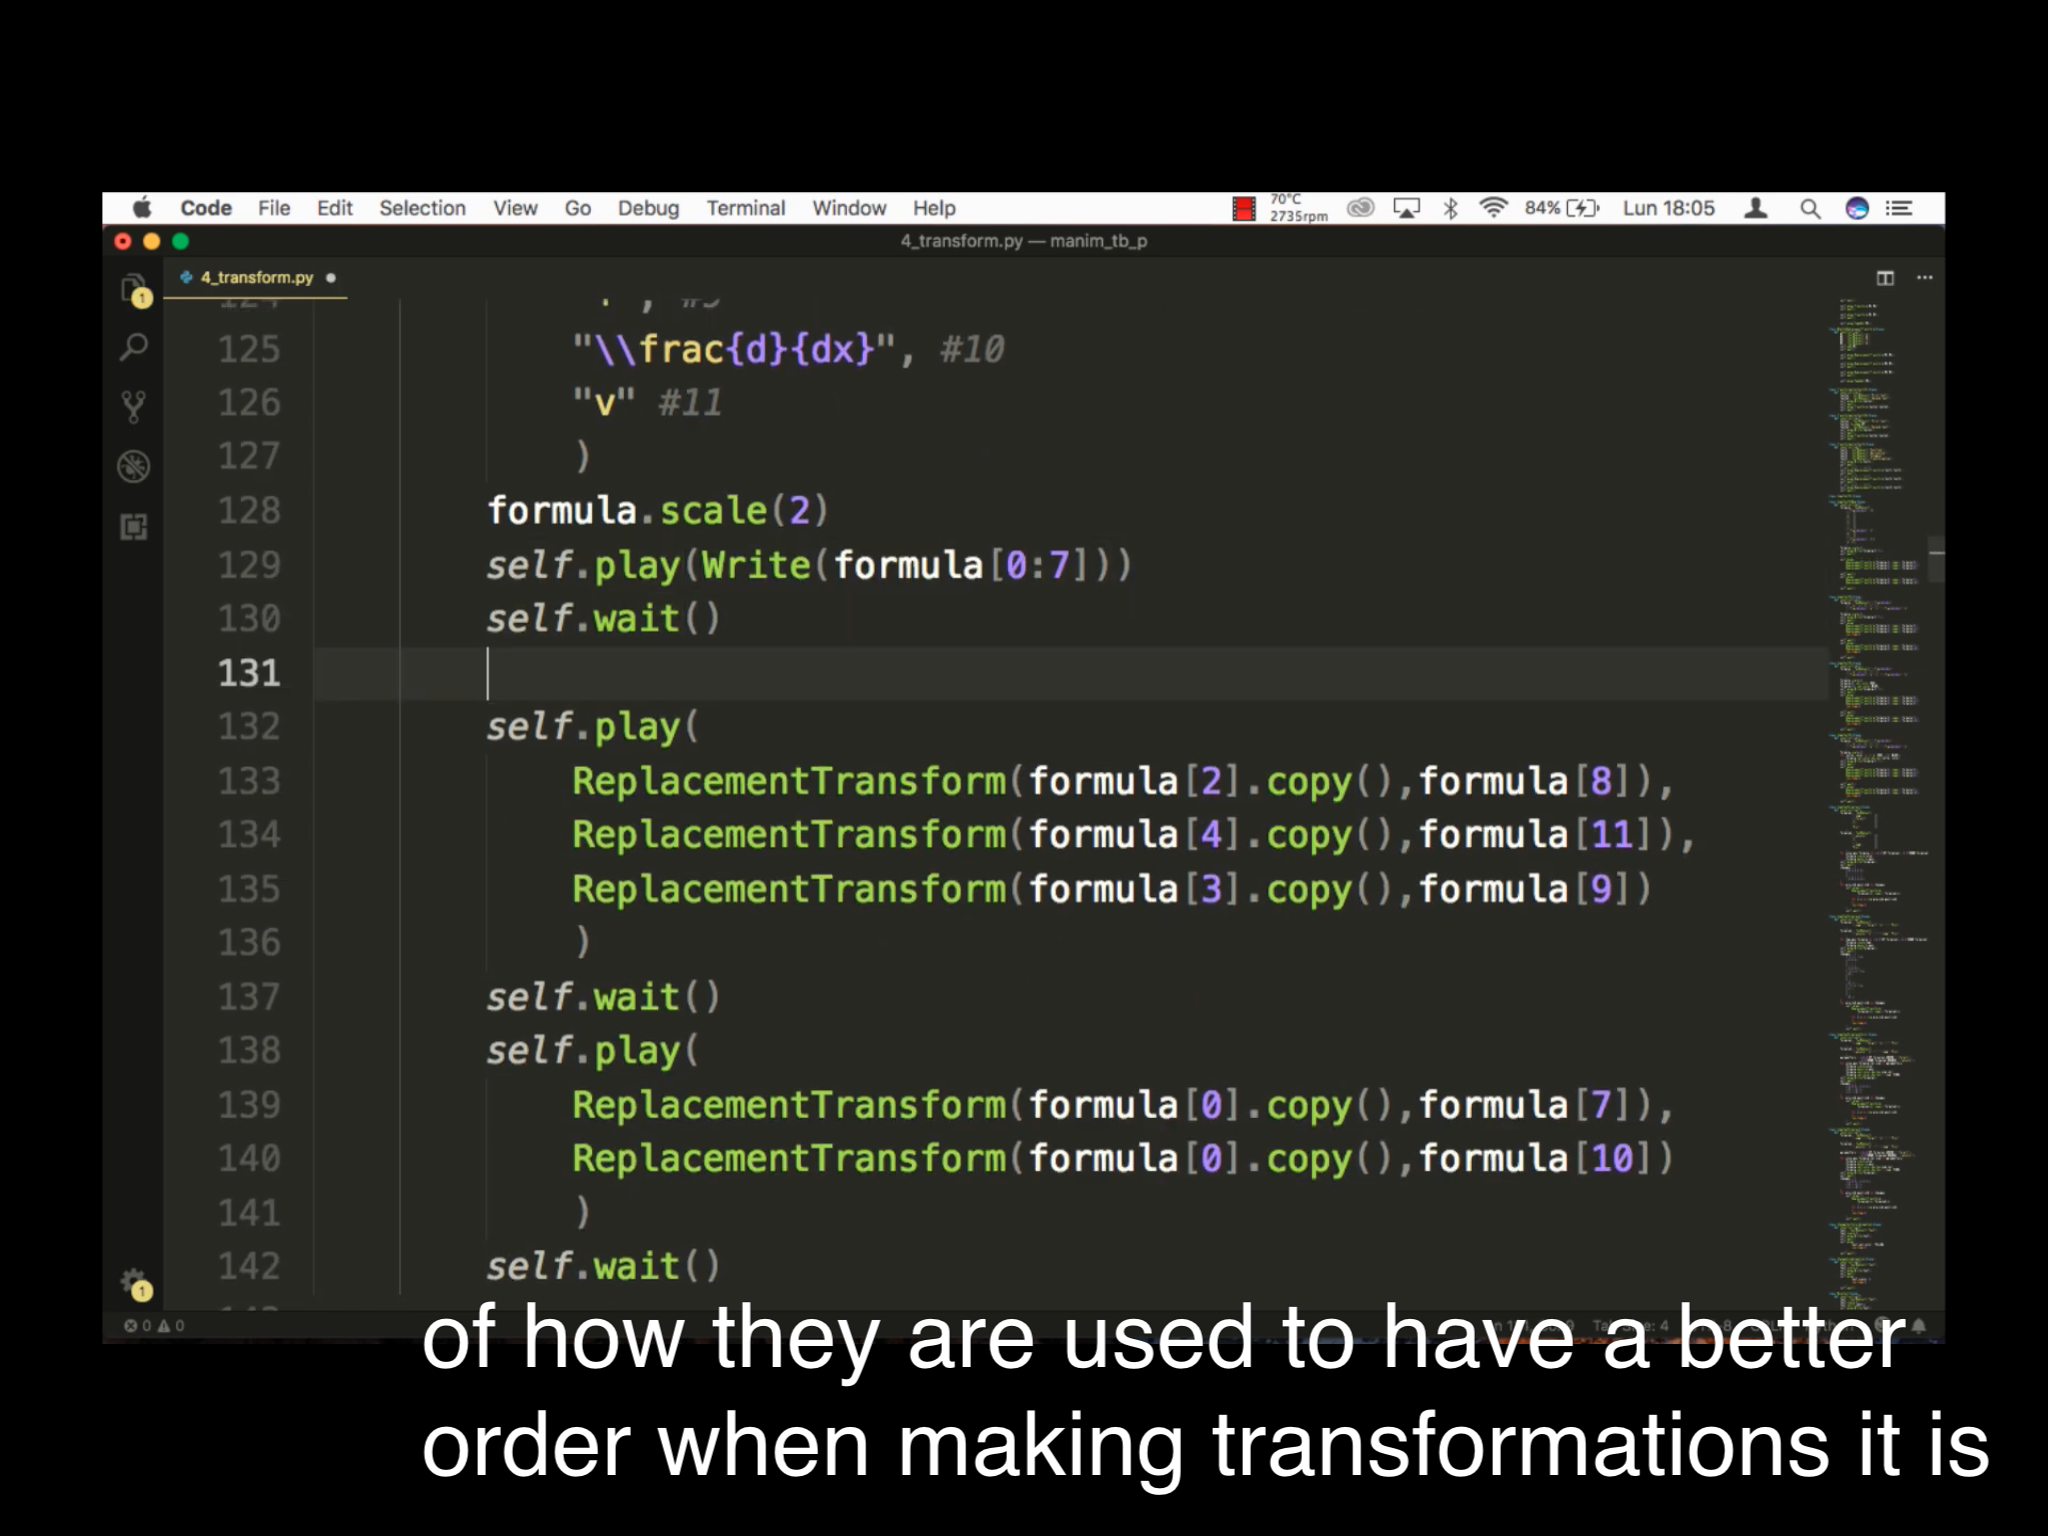 Code File Edit Selection View Go Debug Terminal Window Help 70°C 2735rpm 84% Lun 18:05
4_transform.py — manim_tb_p
4_transform.py
125 "\\frac{d}{dx}", #10
126 "v" #11
127 )
128 formula.scale(2)
129 self.play(Write(formula[0:7]))
130 self.wait()
131
132 self.play(
133 ReplacementTransform(formula[2].copy(),formula[8]),
134 ReplacementTransform(formula[4].copy(),formula[11]),
135 ReplacementTransform(formula[3].copy(),formula[9])
136 )
137 self.wait()
138 self.play(
139 ReplacementTransform(formula[0].copy(),formula[7]),
140 ReplacementTransform(formula[0].copy(),formula[10])
141 )
142 self.wait()
1
1
0 0
of how they are used to have a better
order when making transformations it is